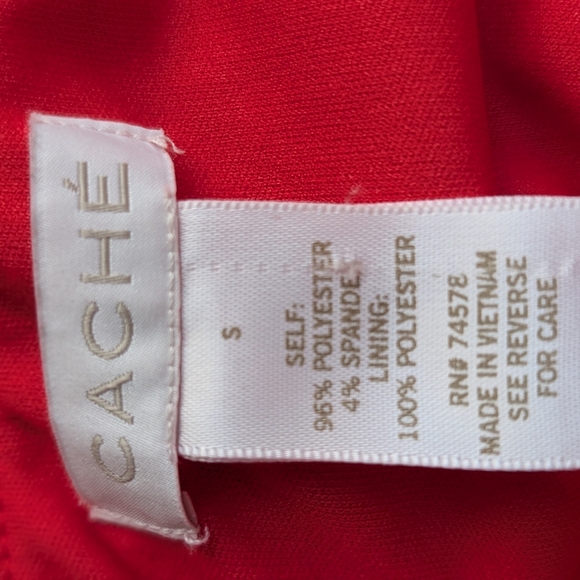 CACHÉ
S
SELF:
96% POLYESTER
4% SPANDEX
LINING:
100% POLYESTER
RN# 74578
MADE IN VIETNAM
SEE REVERSE
FOR CARE